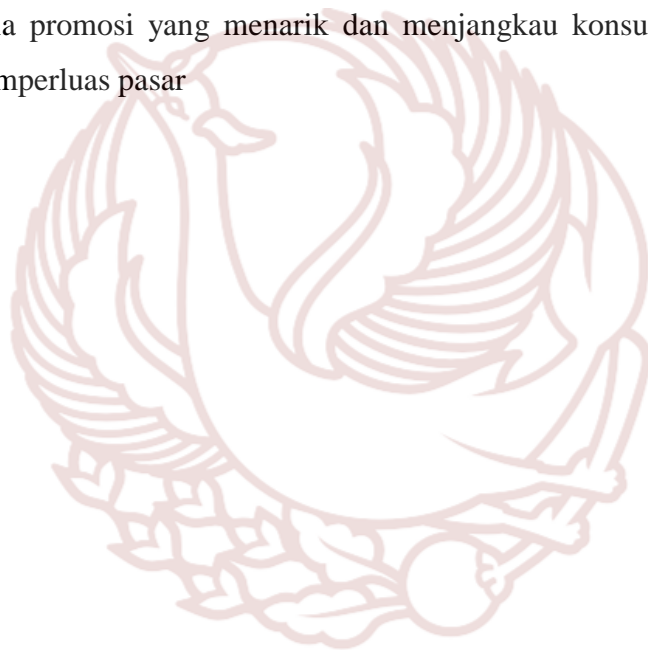 a promosi yang menarik dan menjangkau konsu
mperluas pasar